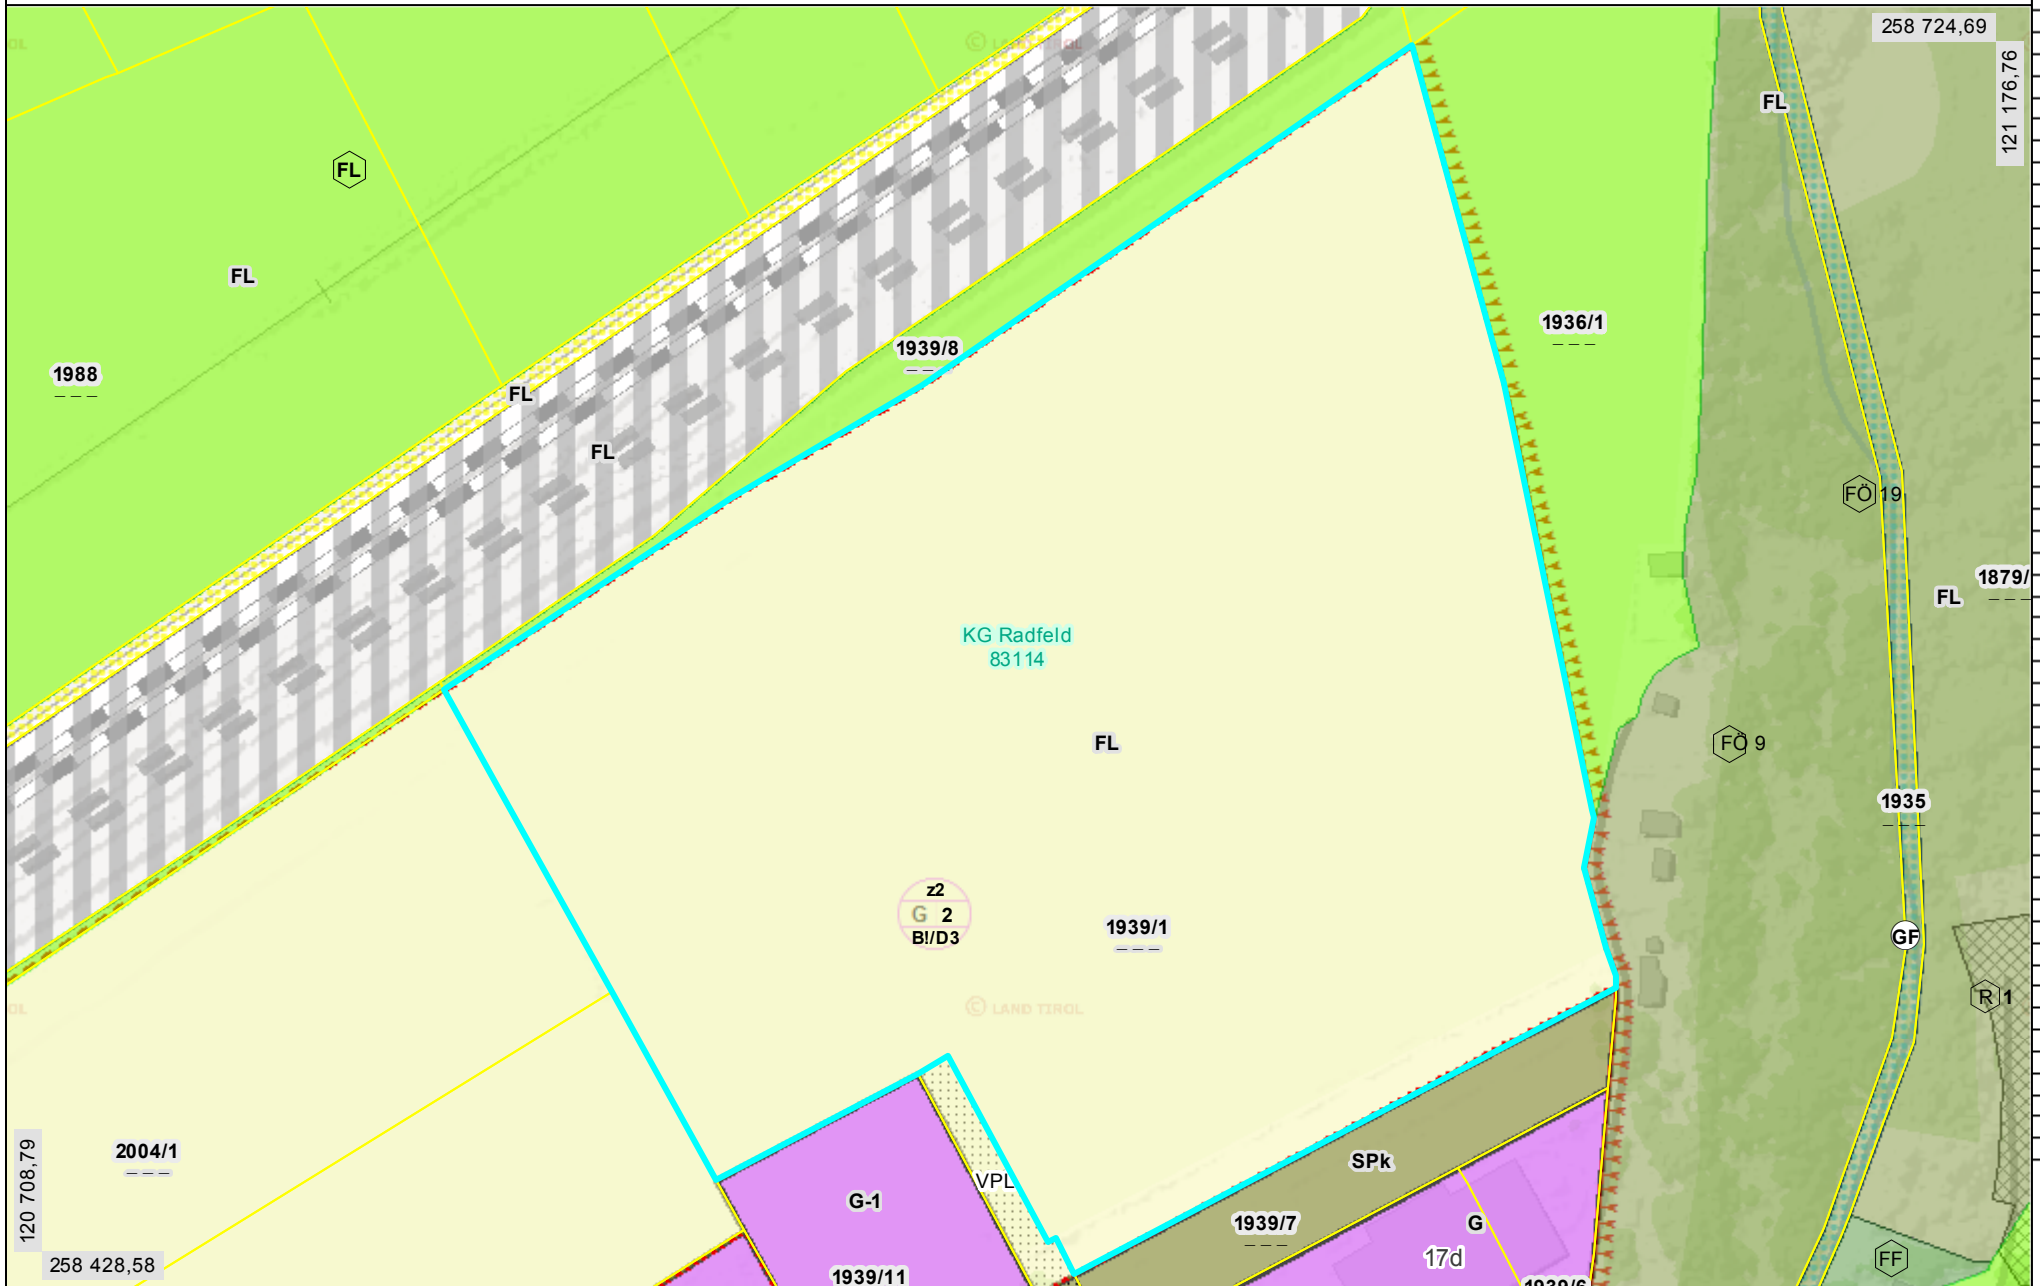 258 724,69
© LAND TIROL
121 176,76
FL
FL
FL
1936/1
1939/8
1988
FL
FL
FÖ 19
1879/
FL
KG Radfeld
83114
FL
FÖ 9
1935
z2
G 2
B!/D3
1939/1
GF
R 1
© LAND TIROL
2004/1
SPk
120 708,79
VPL
G-1
1939/7
G
17d
FF
258 428,58
1939/11